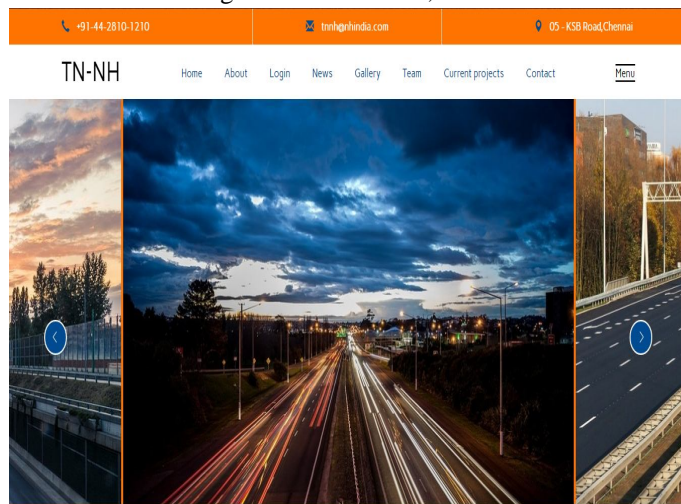 +91-44-2810-1210
tnnh@nhindia.com
05 - KSB Road,Chennai
TN-NH
Home About Login News Gallery Team Current projects Contact Menu